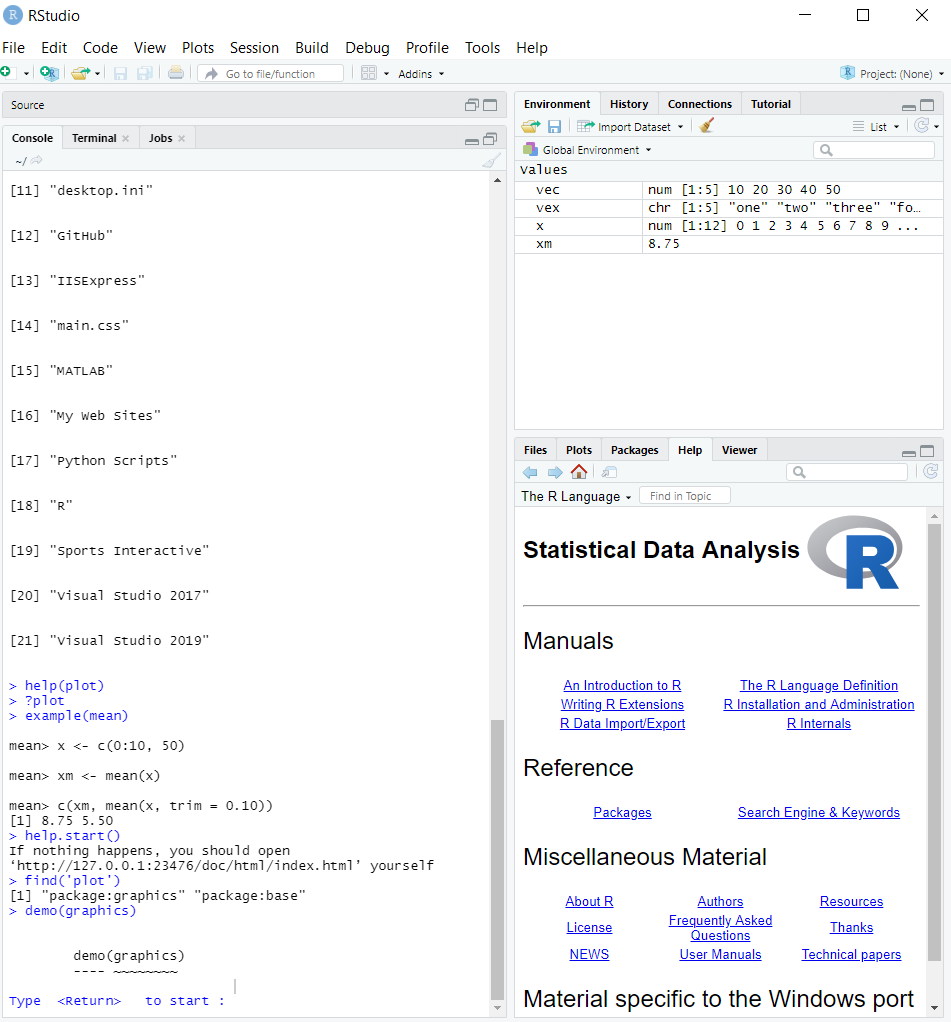 RStudio
File Edit Code View Plots Session Build Debug Profile Tools Help
Go to file/function Addins Project: (None)
Source
Console Terminal Jobs
~/
[11] "desktop.ini"
[12] "GitHub"
[13] "IISExpress"
[14] "main.css"
[15] "MATLAB"
[16] "My Web Sites"
[17] "Python Scripts"
[18] "R"
[19] "Sports Interactive"
[20] "Visual Studio 2017"
[21] "Visual Studio 2019"
> help(plot)
> ?plot
> example(mean)
mean> x <- c(0:10, 50)
mean> xm <- mean(x)
mean> c(xm, mean(x, trim = 0.10))
[1] 8.75 5.50
> help.start()
If nothing happens, you should open
‘http://127.0.0.1:23476/doc/html/index.html’ yourself
> find('plot')
[1] "package:graphics" "package:base"
> demo(graphics)
demo(graphics)
---- ~~~~~~~~
Type <Return> to start :
Environment History Connections Tutorial
Import Dataset List
Global Environment
Values
vec num [1:5] 10 20 30 40 50
vex chr [1:5] "one" "two" "three" "fo…
x num [1:12] 0 1 2 3 4 5 6 7 8 9 ...
xm 8.75
Files Plots Packages Help Viewer
The R Language Find in Topic
Statistical Data Analysis R
Manuals
An Introduction to R The R Language Definition
Writing R Extensions R Installation and Administration
R Data Import/Export R Internals
Reference
Packages Search Engine & Keywords
Miscellaneous Material
About R Authors Resources
License Frequently Asked Questions Thanks
NEWS User Manuals Technical papers
Material specific to the Windows port